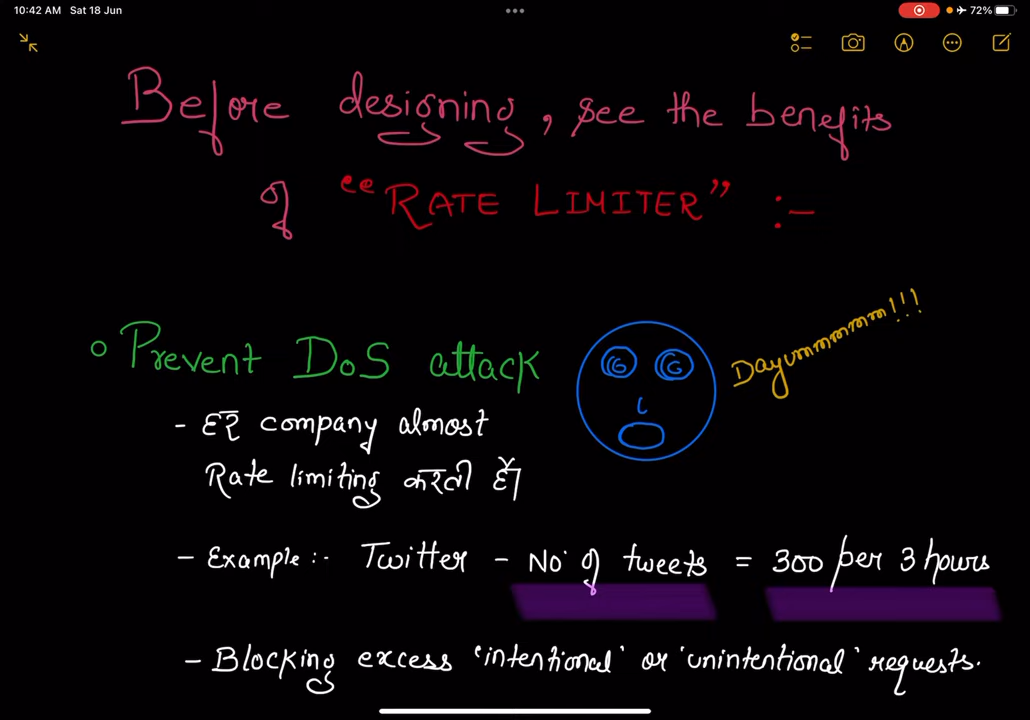 10:42 AM Sat 18 Jun
72%
Before designing, see the benefits
of "RATE LIMITER" :-
Prevent DoS attack
Dayummmmmm!!!
- हर company almost
Rate limiting करती है।
- Example :- Twitter - No. of tweets = 300 per 3 hours
- Blocking excess 'intentional' or 'unintentional' requests.